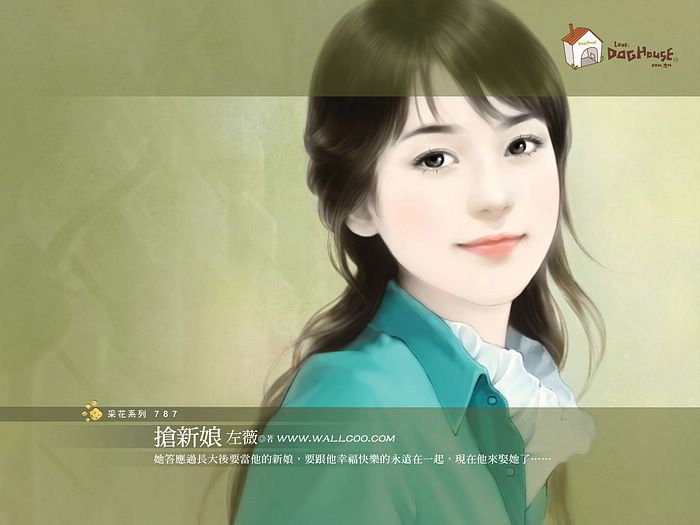 Love.
DOGHOUSE
com.tw
采花系列 787
搶新娘 左薇◎著 WWW.WALLCOO.COM
她答應過長大後要當他的新娘，要跟他幸福快樂的永遠在一起，現在他來娶她了……